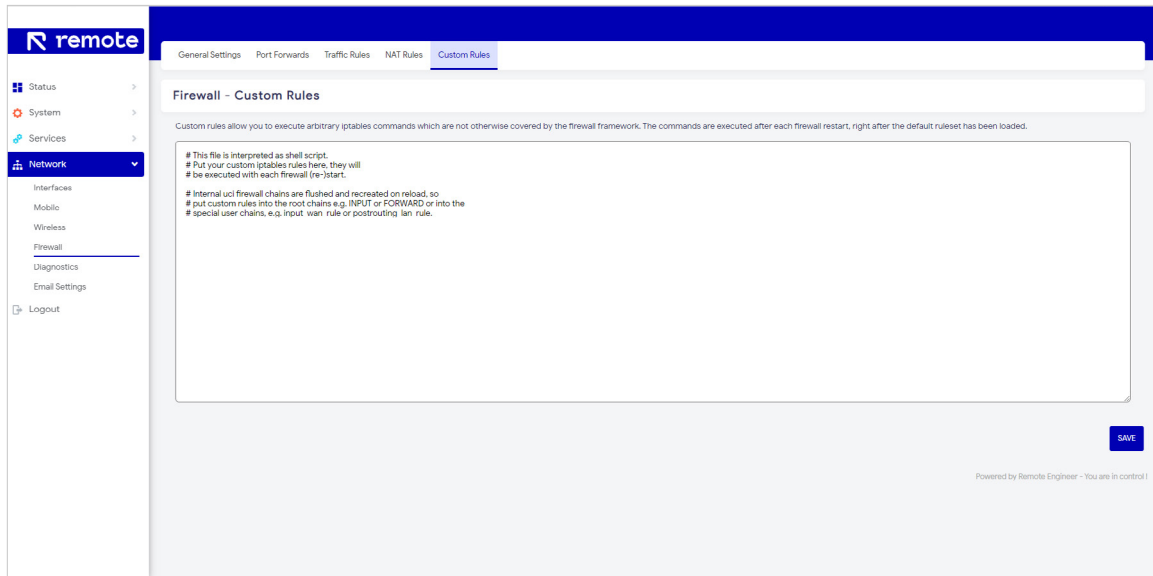 remote
General Settings Port Forwards Traffic Rules NAT Rules Custom Rules
Status
System
Services
Network
Interfaces
Mobile
Wireless
Firewall
Diagnostics
Email Settings
Logout
Firewall - Custom Rules
Custom rules allow you to execute arbitrary iptables commands which are not otherwise covered by the firewall framework. The commands are executed after each firewall restart, right after the default ruleset has been loaded.
# This file is interpreted as shell script.
# Put your custom iptables rules here, they will
# be executed with each firewall (re-)start.
# Internal uci firewall chains are flushed and recreated on reload, so
# put custom rules into the root chains e.g. INPUT or FORWARD or into the
# special user chains, e.g. input_wan_rule or postrouting_lan_rule.
SAVE
Powered by Remote Engineer - You are in control !